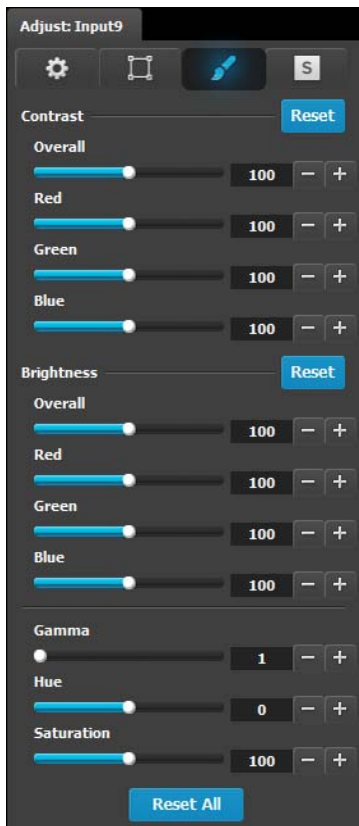 Adjust: Input9
S
Contrast Reset
Overall
100 − +
Red
100 − +
Green
100 − +
Blue
100 − +
Brightness Reset
Overall
100 − +
Red
100 − +
Green
100 − +
Blue
100 − +
Gamma
1 − +
Hue
0 − +
Saturation
100 − +
Reset All